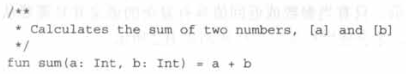 /**
 * Calculates the sum of two numbers, [a] and [b]
 */
fun sum(a: Int, b: Int) = a + b